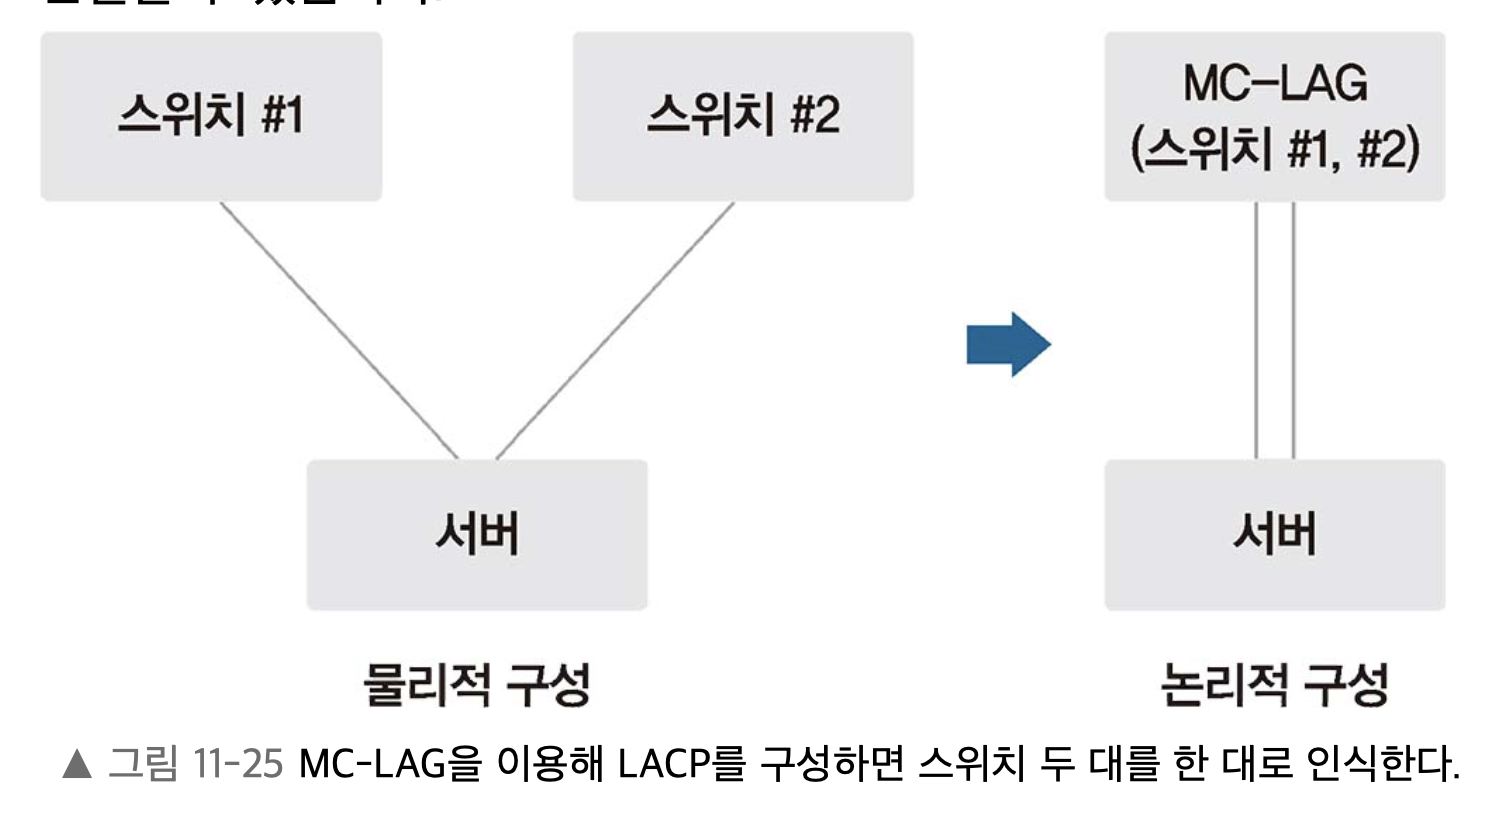 스위치 #1
스위치 #2
MC-LAG
(스위치 #1, #2)
서버
서버
물리적 구성
논리적 구성
▲ 그림 11-25 MC-LAG을 이용해 LACP를 구성하면 스위치 두 대를 한 대로 인식한다.